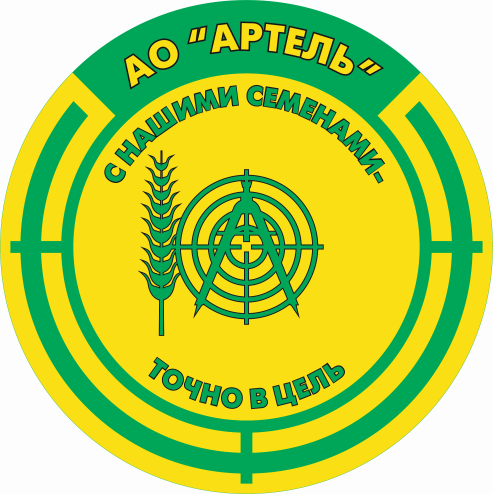 АО “АРТЕЛЬ“
С НАШИМИ СЕМЕНАМИ-
ТОЧНО В ЦЕЛЬ